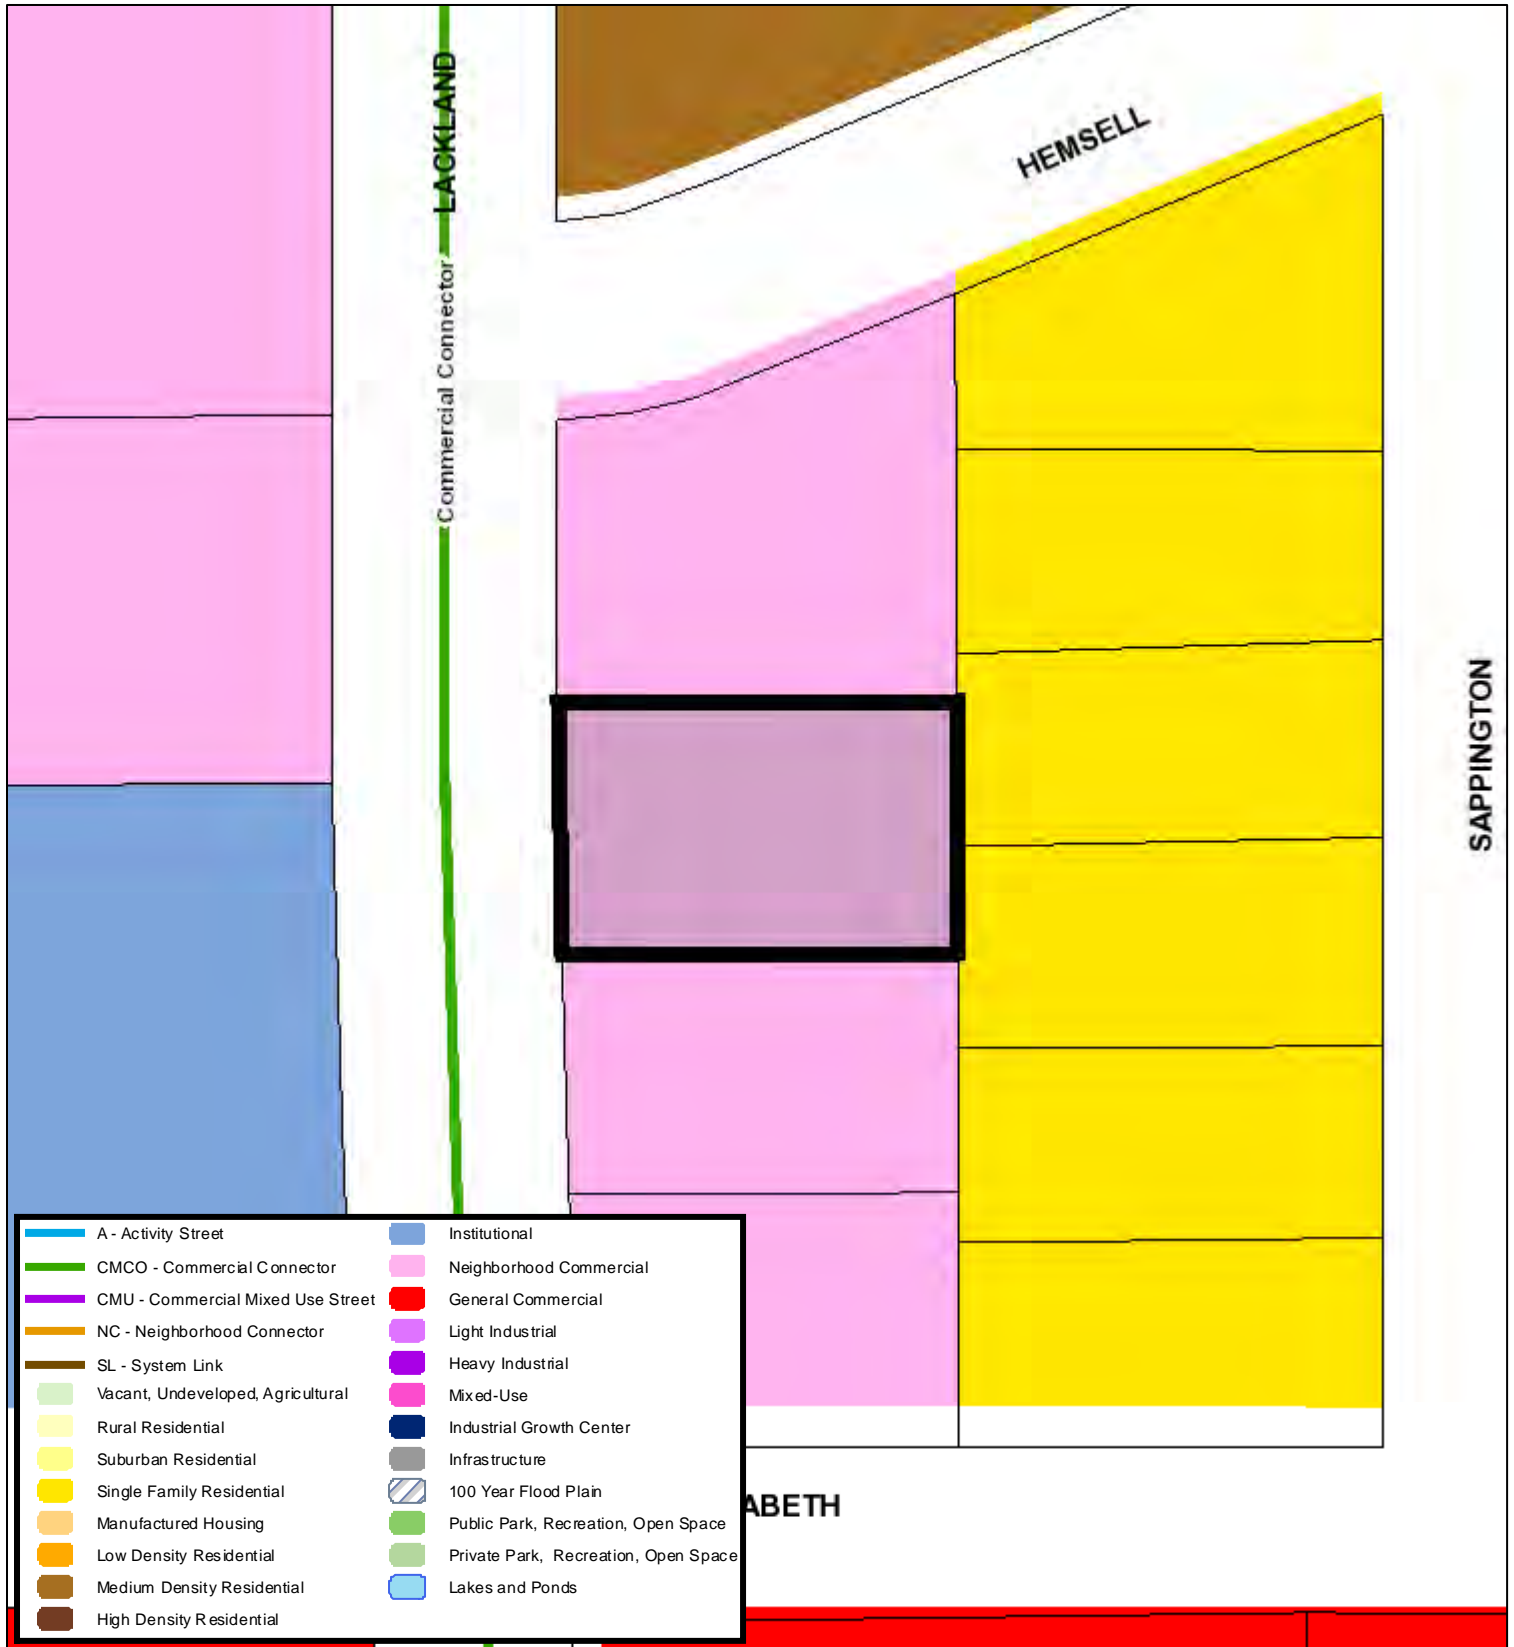 LACKLAND
HEMSELL
Commercial Connector
SAPPINGTON
A - Activity Street
CMCO - Commercial Connector
CMU - Commercial Mixed Use Street
NC - Neighborhood Connector
SL - System Link
Vacant, Undeveloped, Agricultural
Rural Residential
Suburban Residential
Single Family Residential
Manufactured Housing
Low Density Residential
Medium Density Residential
High Density Residential
Institutional
Neighborhood Commercial
General Commercial
Light Industrial
Heavy Industrial
Mixed-Use
Industrial Growth Center
Infrastructure
100 Year Flood Plain
Public Park, Recreation, Open Space
Private Park, Recreation, Open Space
Lakes and Ponds
ABETH